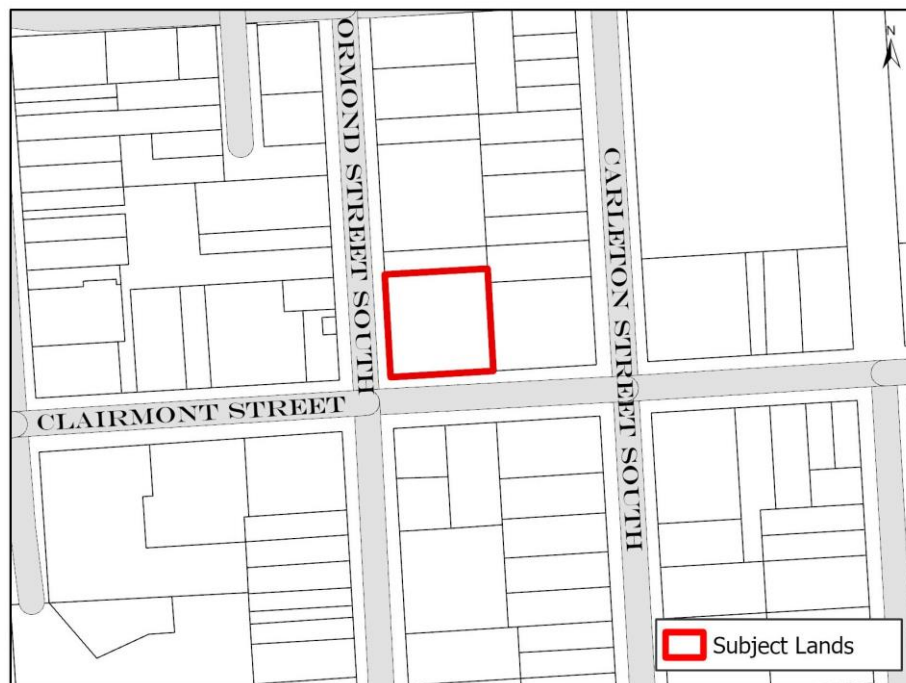 N
ORMOND STREET SOUTH
CARLETON STREET SOUTH
CLAIRMONT STREET
Subject Lands